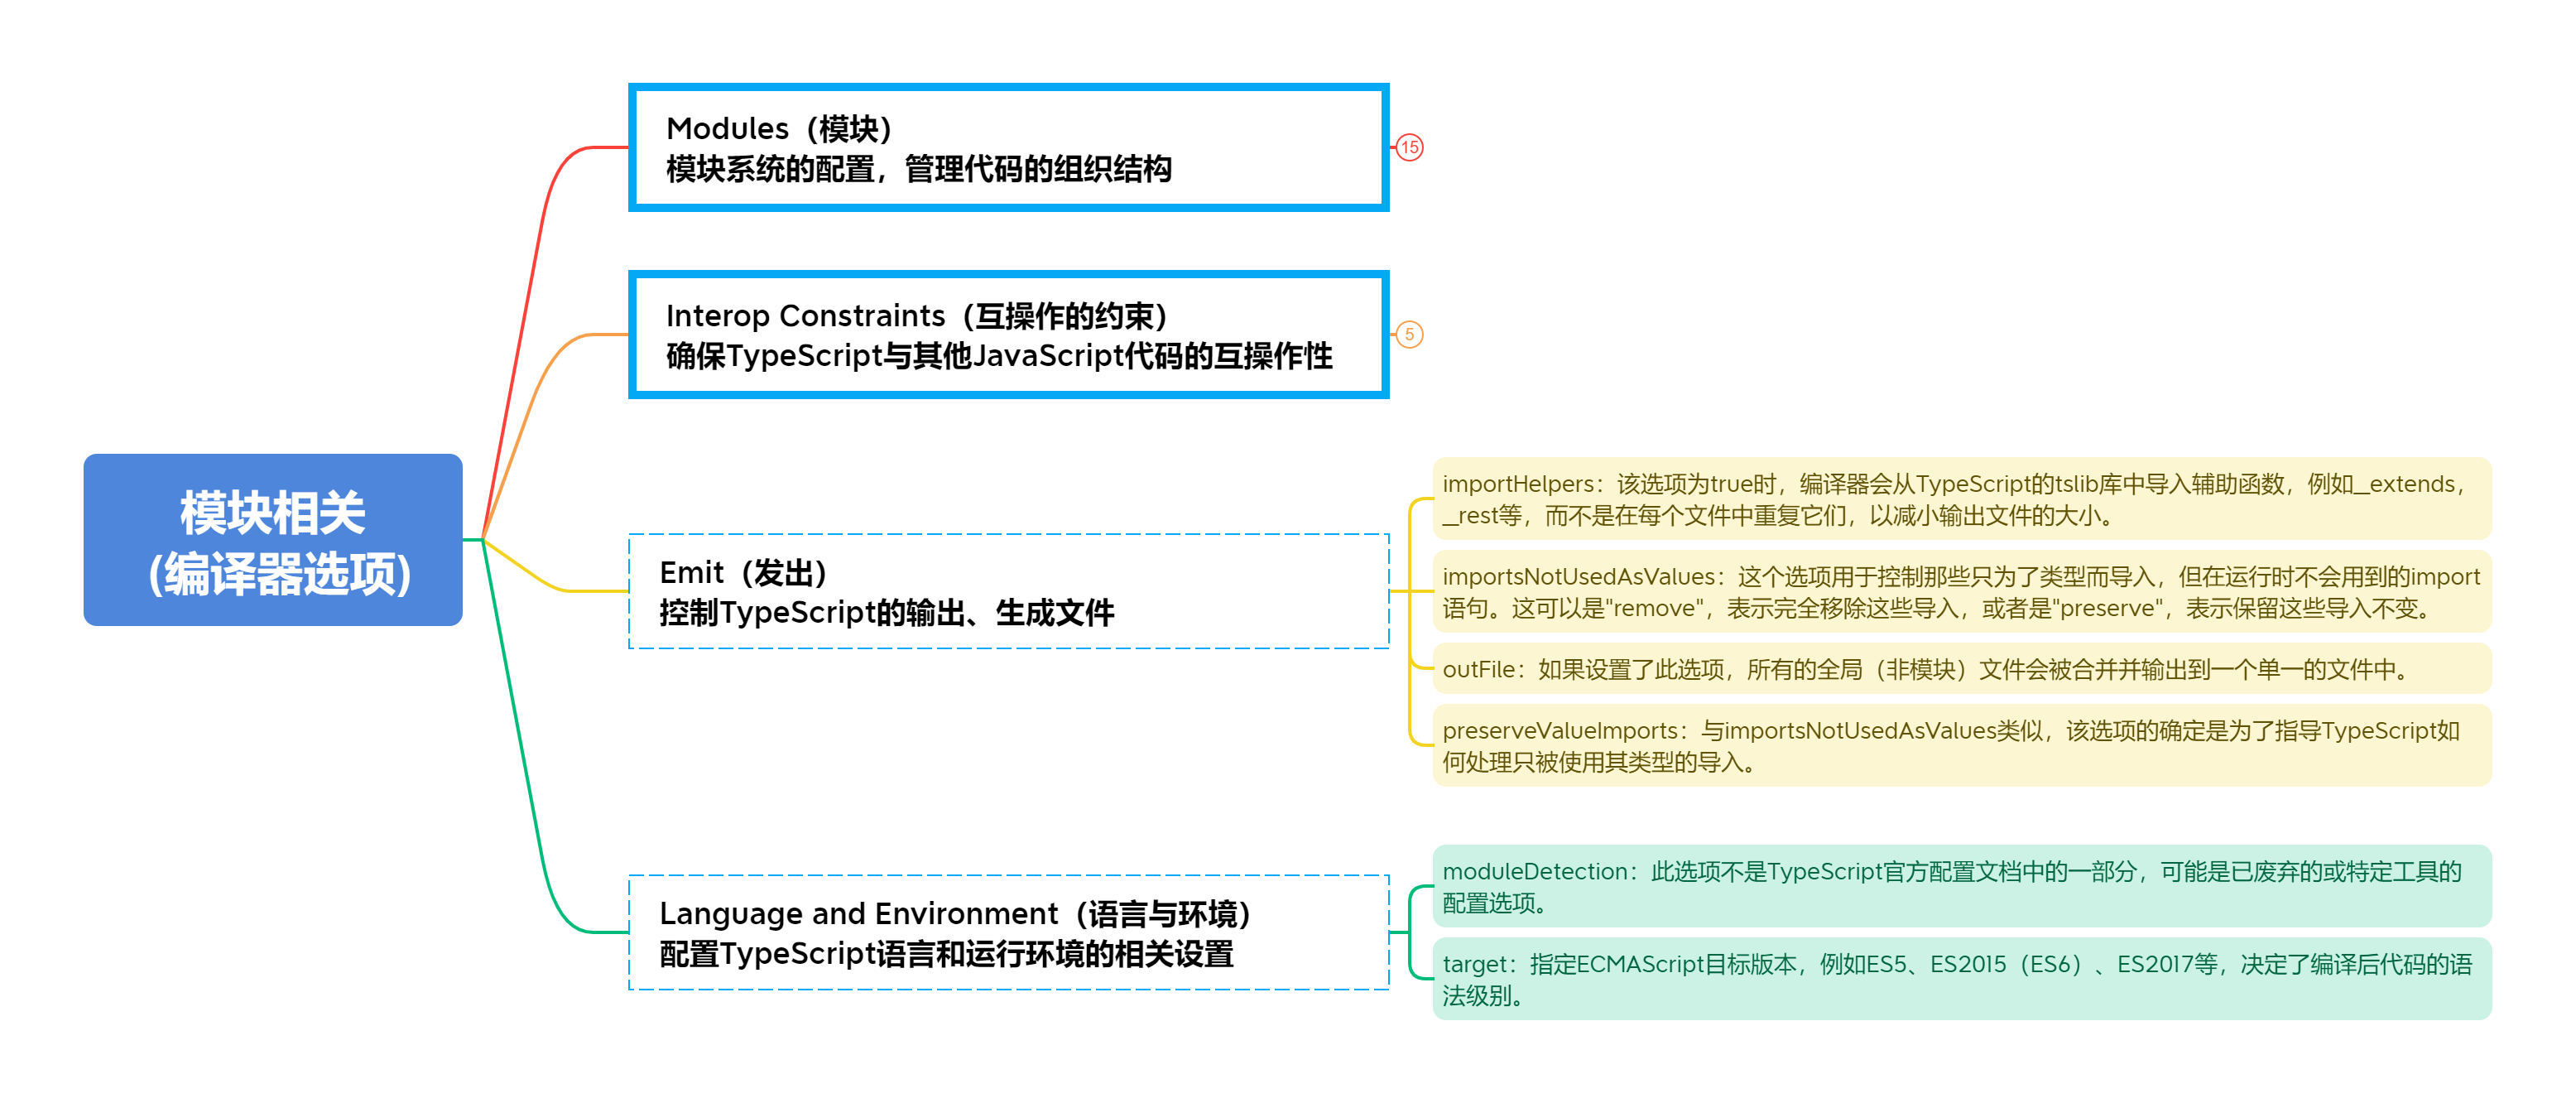 模块相关
(编译器选项)
Modules（模块）
模块系统的配置，管理代码的组织结构
15
Interop Constraints（互操作的约束）
确保TypeScript与其他JavaScript代码的互操作性
5
Emit（发出）
控制TypeScript的输出、生成文件
importHelpers：该选项为true时，编译器会从TypeScript的tslib库中导入辅助函数，例如__extends，
__rest等，而不是在每个文件中重复它们，以减小输出文件的大小。
importsNotUsedAsValues：这个选项用于控制那些只为了类型而导入，但在运行时不会用到的import
语句。这可以是"remove"，表示完全移除这些导入，或者是"preserve"，表示保留这些导入不变。
outFile：如果设置了此选项，所有的全局（非模块）文件会被合并并输出到一个单一的文件中。
preserveValueImports：与importsNotUsedAsValues类似，该选项的确定是为了指导TypeScript如
何处理只被使用其类型的导入。
Language and Environment（语言与环境）
配置TypeScript语言和运行环境的相关设置
moduleDetection：此选项不是TypeScript官方配置文档中的一部分，可能是已废弃的或特定工具的
配置选项。
target：指定ECMAScript目标版本，例如ES5、ES2015（ES6）、ES2017等，决定了编译后代码的语
法级别。